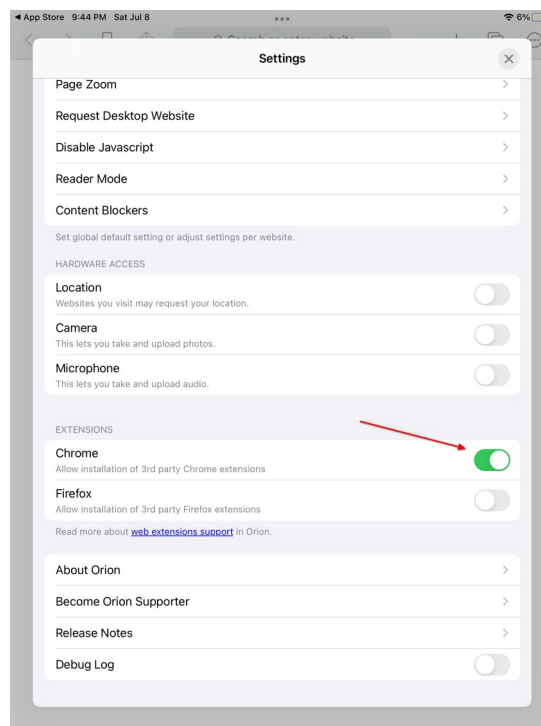 App Store 9:44 PM Sat Jul 8 6%
Settings
Page Zoom
Request Desktop Website
Disable Javascript
Reader Mode
Content Blockers
Set global default setting or adjust settings per website.
HARDWARE ACCESS
Location
Websites you visit may request your location.
Camera
This lets you take and upload photos.
Microphone
This lets you take and upload audio.
EXTENSIONS
Chrome
Allow installation of 3rd party Chrome extensions
Firefox
Allow installation of 3rd party Firefox extensions
Read more about web extensions support in Orion.
About Orion
Become Orion Supporter
Release Notes
Debug Log